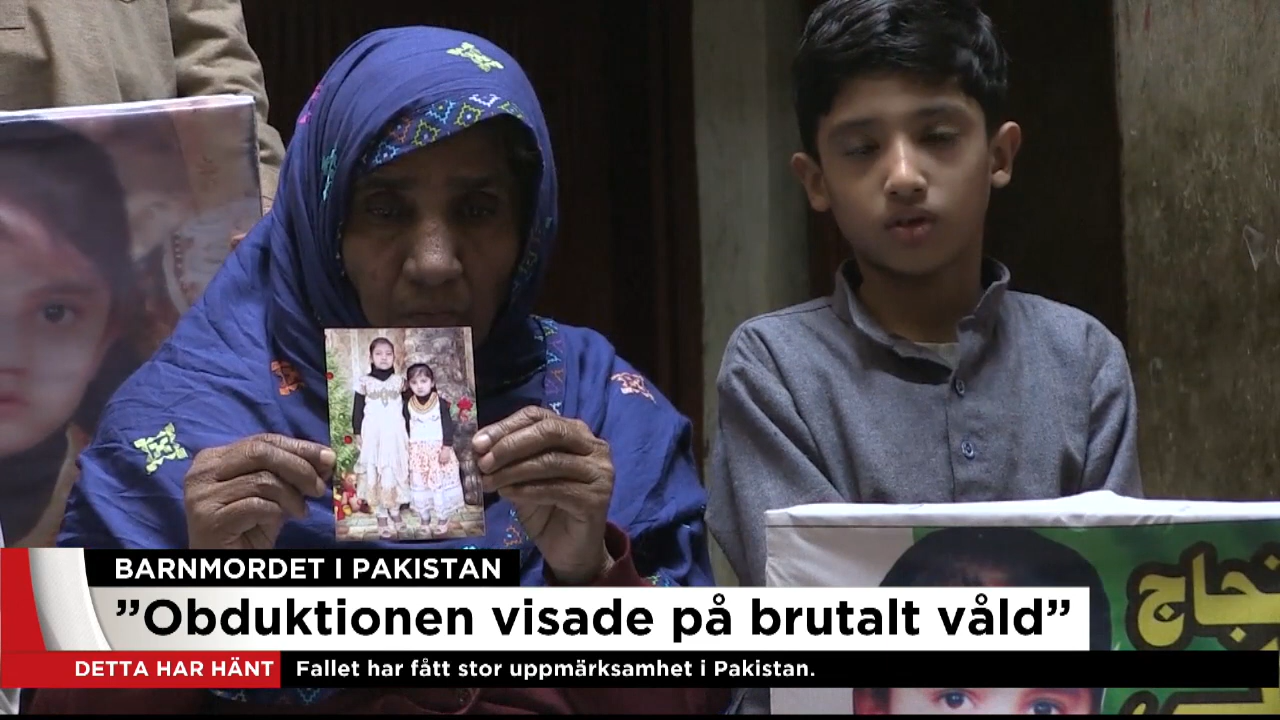 BARNMORDET I PAKISTAN
”Obduktionen visade på brutalt våld”
DETTA HAR HÄNT Fallet har fått stor uppmärksamhet i Pakistan.